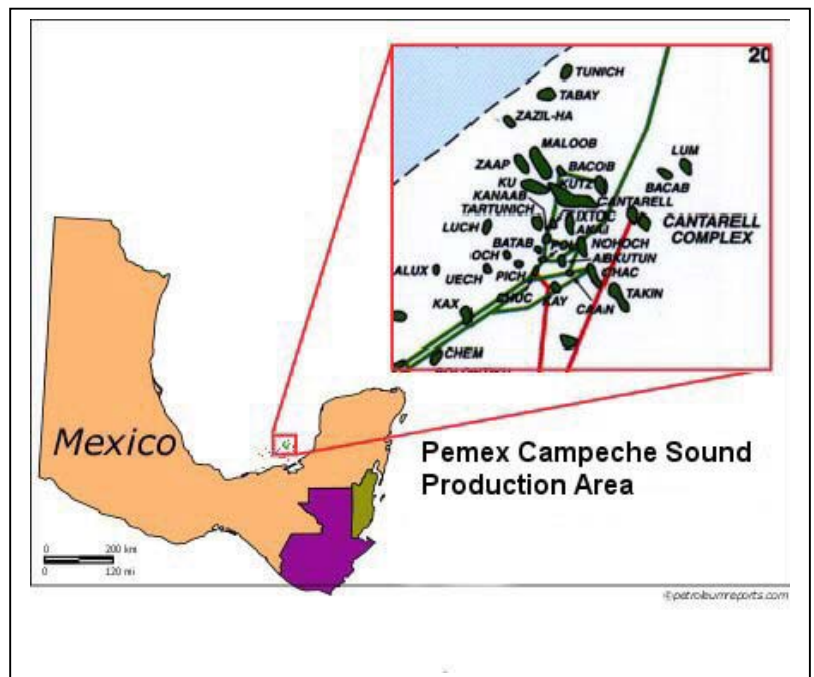 20
TUNICH
TABAY
ZAZIL-HA
MALOOB
LUM
ZAAP
BACOB
KU
KUTZ
BACAB
KANAAB
CANTARELL
TARTUNICH
IXTOC
CANTARELL
COMPLEX
LUCH
BATAB
POL
NOHOCH
OCH
ABKUTUN
ALUX
UECH
PICH
CHAC
TAKIN
KAX
CHUC
KAY
CAAN
CHEM
Mexico
Pemex Campeche Sound
Production Area
0 200 km
0 120 mi
©petroleumreports.com